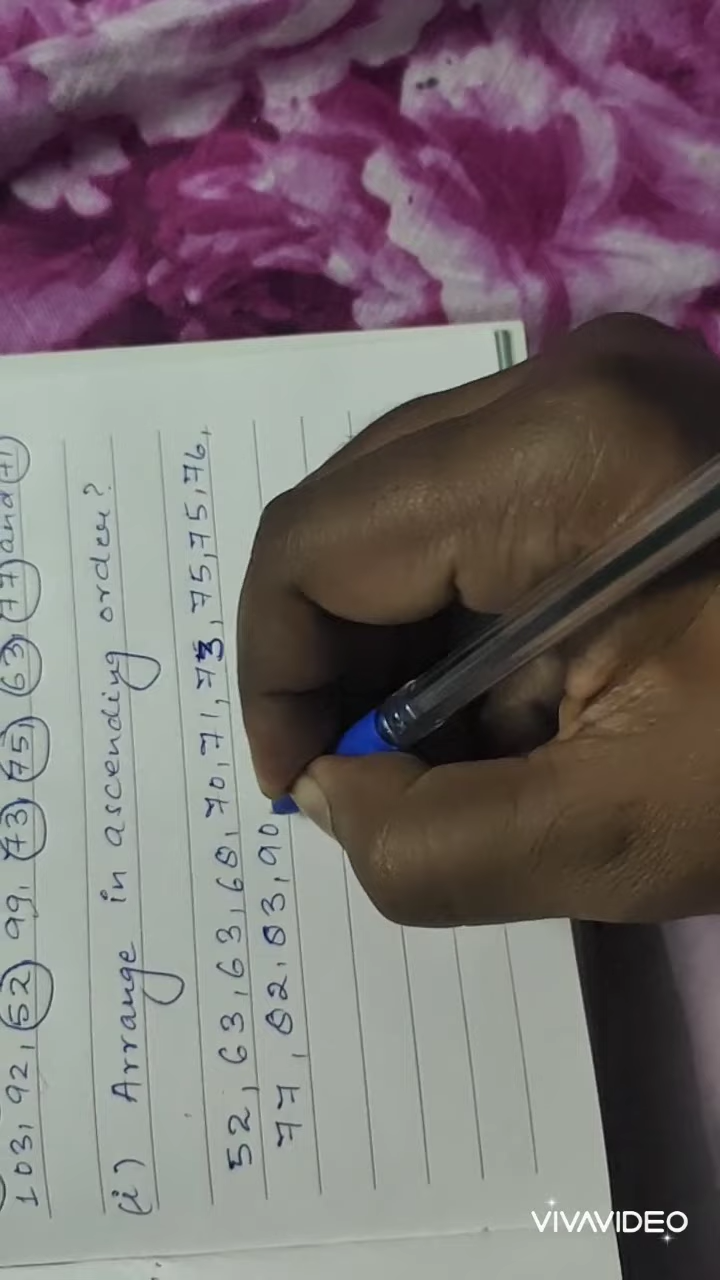 103, 92, 52, 99, 73, 75, 63, 77 and 71
(i) Arrange in ascending order?
52, 63, 63, 68, 70, 71, 73, 75, 75, 76,
77, 82, 83, 90
VIVAVIDEO